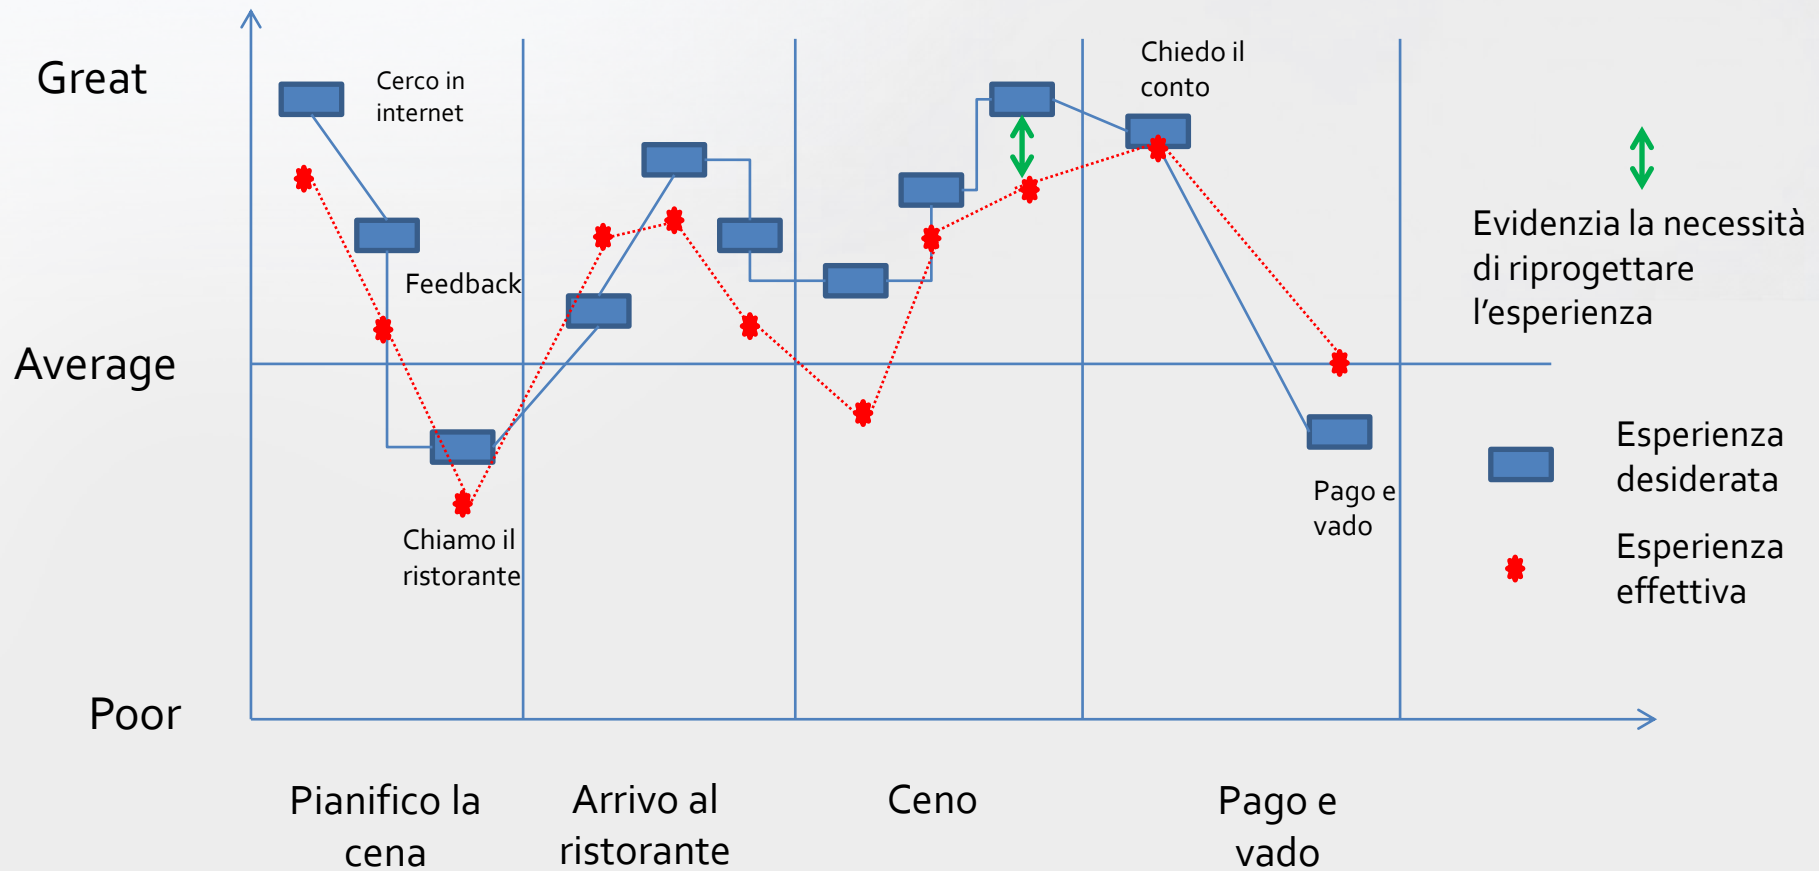 Great
Cerco in
internet
Feedback
Chiamo il
ristorante
Chiedo il
conto
Pago e
vado
Average
Poor
Pianifico la
cena
Arrivo al
ristorante
Ceno
Pago e
vado
Evidenzia la necessità
di riprogettare
l’esperienza
Esperienza
desiderata
Esperienza
effettiva